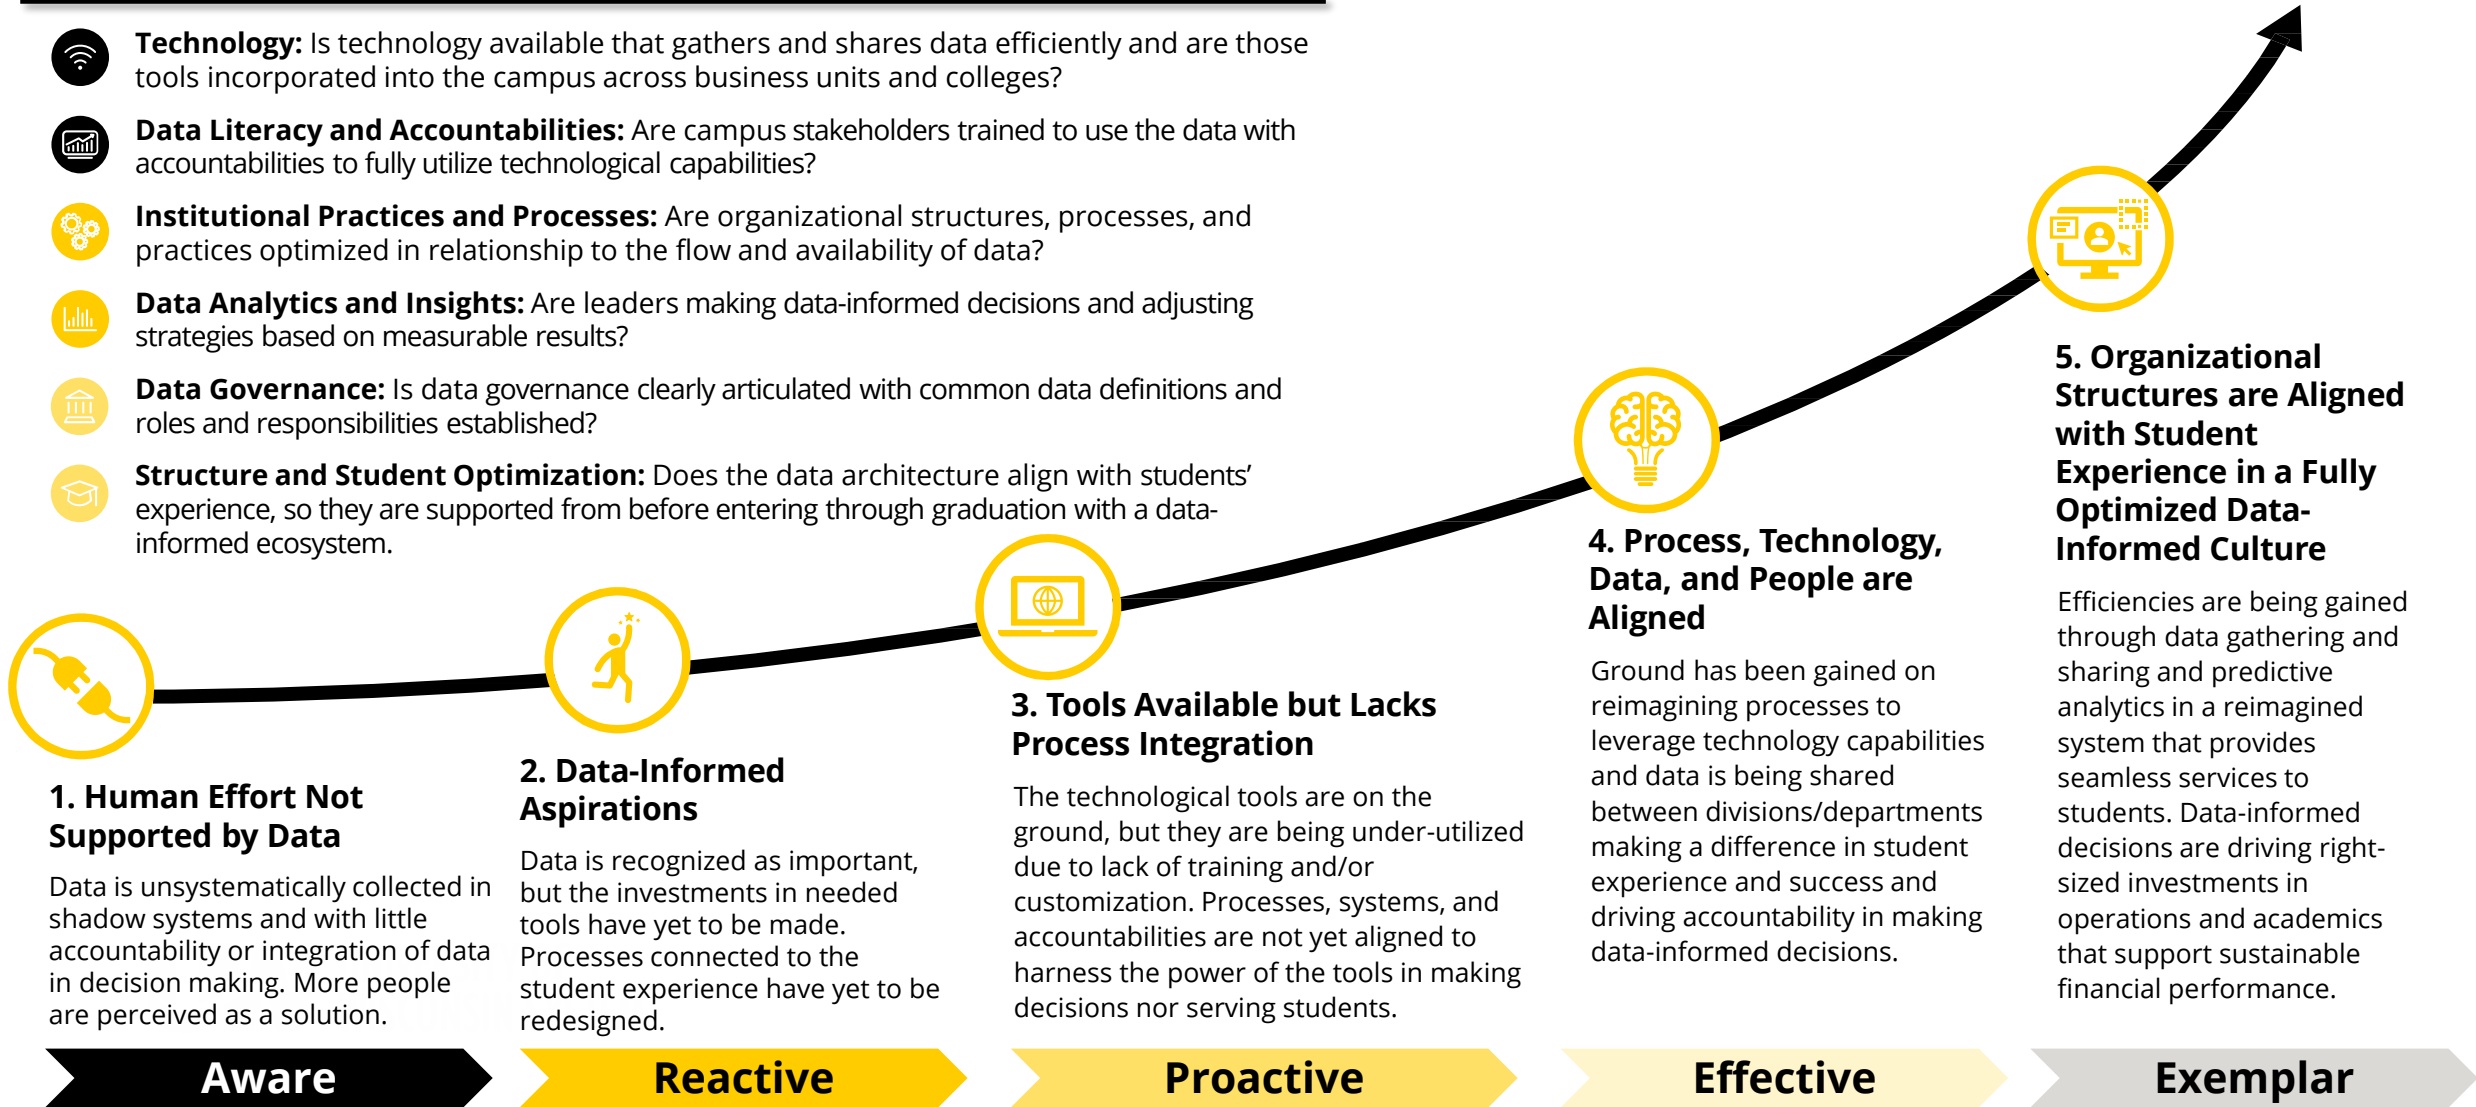 Technology: Is technology available that gathers and shares data efficiently and are those
tools incorporated into the campus across business units and colleges?
Data Literacy and Accountabilities: Are campus stakeholders trained to use the data with
accountabilities to fully utilize technological capabilities?
Institutional Practices and Processes: Are organizational structures, processes, and
practices optimized in relationship to the flow and availability of data?
Data Analytics and Insights: Are leaders making data-informed decisions and adjusting
strategies based on measurable results?
Data Governance: Is data governance clearly articulated with common data definitions and
roles and responsibilities established?
Structure and Student Optimization: Does the data architecture align with students’
experience, so they are supported from before entering through graduation with a data-
informed ecosystem.
1. Human Effort Not
Supported by Data
Data is unsystematically collected in
shadow systems and with little
accountability or integration of data
in decision making. More people
are perceived as a solution.
Aware
2. Data-Informed
Aspirations
Data is recognized as important,
but the investments in needed
tools have yet to be made.
Processes connected to the
student experience have yet to be
redesigned.
Reactive
3. Tools Available but Lacks
Process Integration
The technological tools are on the
ground, but they are being under-utilized
due to lack of training and/or
customization. Processes, systems, and
accountabilities are not yet aligned to
harness the power of the tools in making
decisions nor serving students.
Proactive
4. Process, Technology,
Data, and People are
Aligned
Ground has been gained on
reimagining processes to
leverage technology capabilities
and data is being shared
between divisions/departments
making a difference in student
experience and success and
driving accountability in making
data-informed decisions.
Effective
5. Organizational
Structures are Aligned
with Student
Experience in a Fully
Optimized Data-
Informed Culture
Efficiencies are being gained
through data gathering and
sharing and predictive
analytics in a reimagined
system that provides
seamless services to
students. Data-informed
decisions are driving right-
sized investments in
operations and academics
that support sustainable
financial performance.
Exemplar